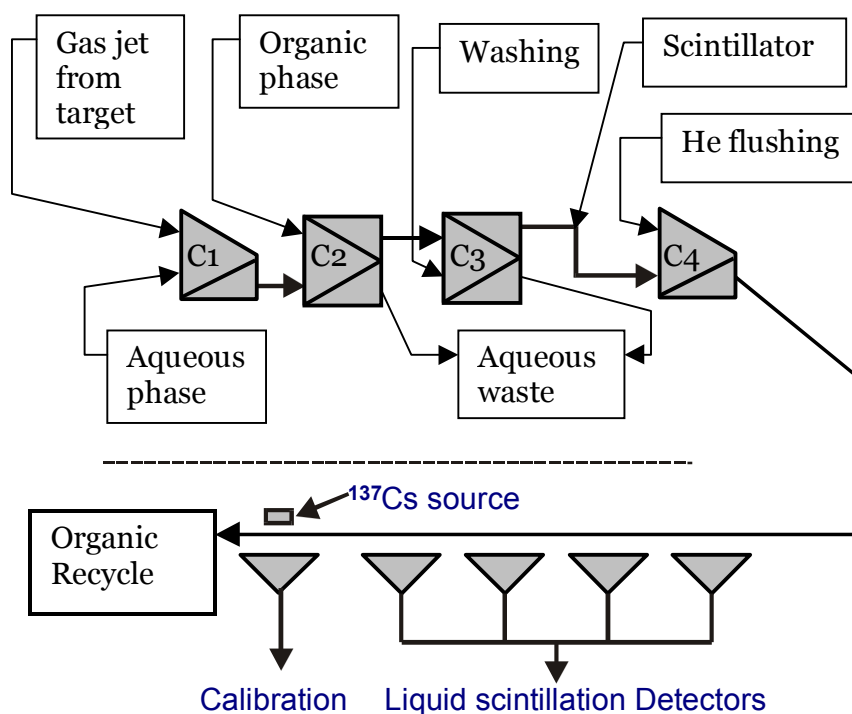 Gas jet
from
target
Organic
phase
Washing
Scintillator
He flushing
C1
C2
C3
C4
Aqueous
phase
Aqueous
waste
¹³⁷Cs source
Organic
Recycle
Calibration
Liquid scintillation Detectors